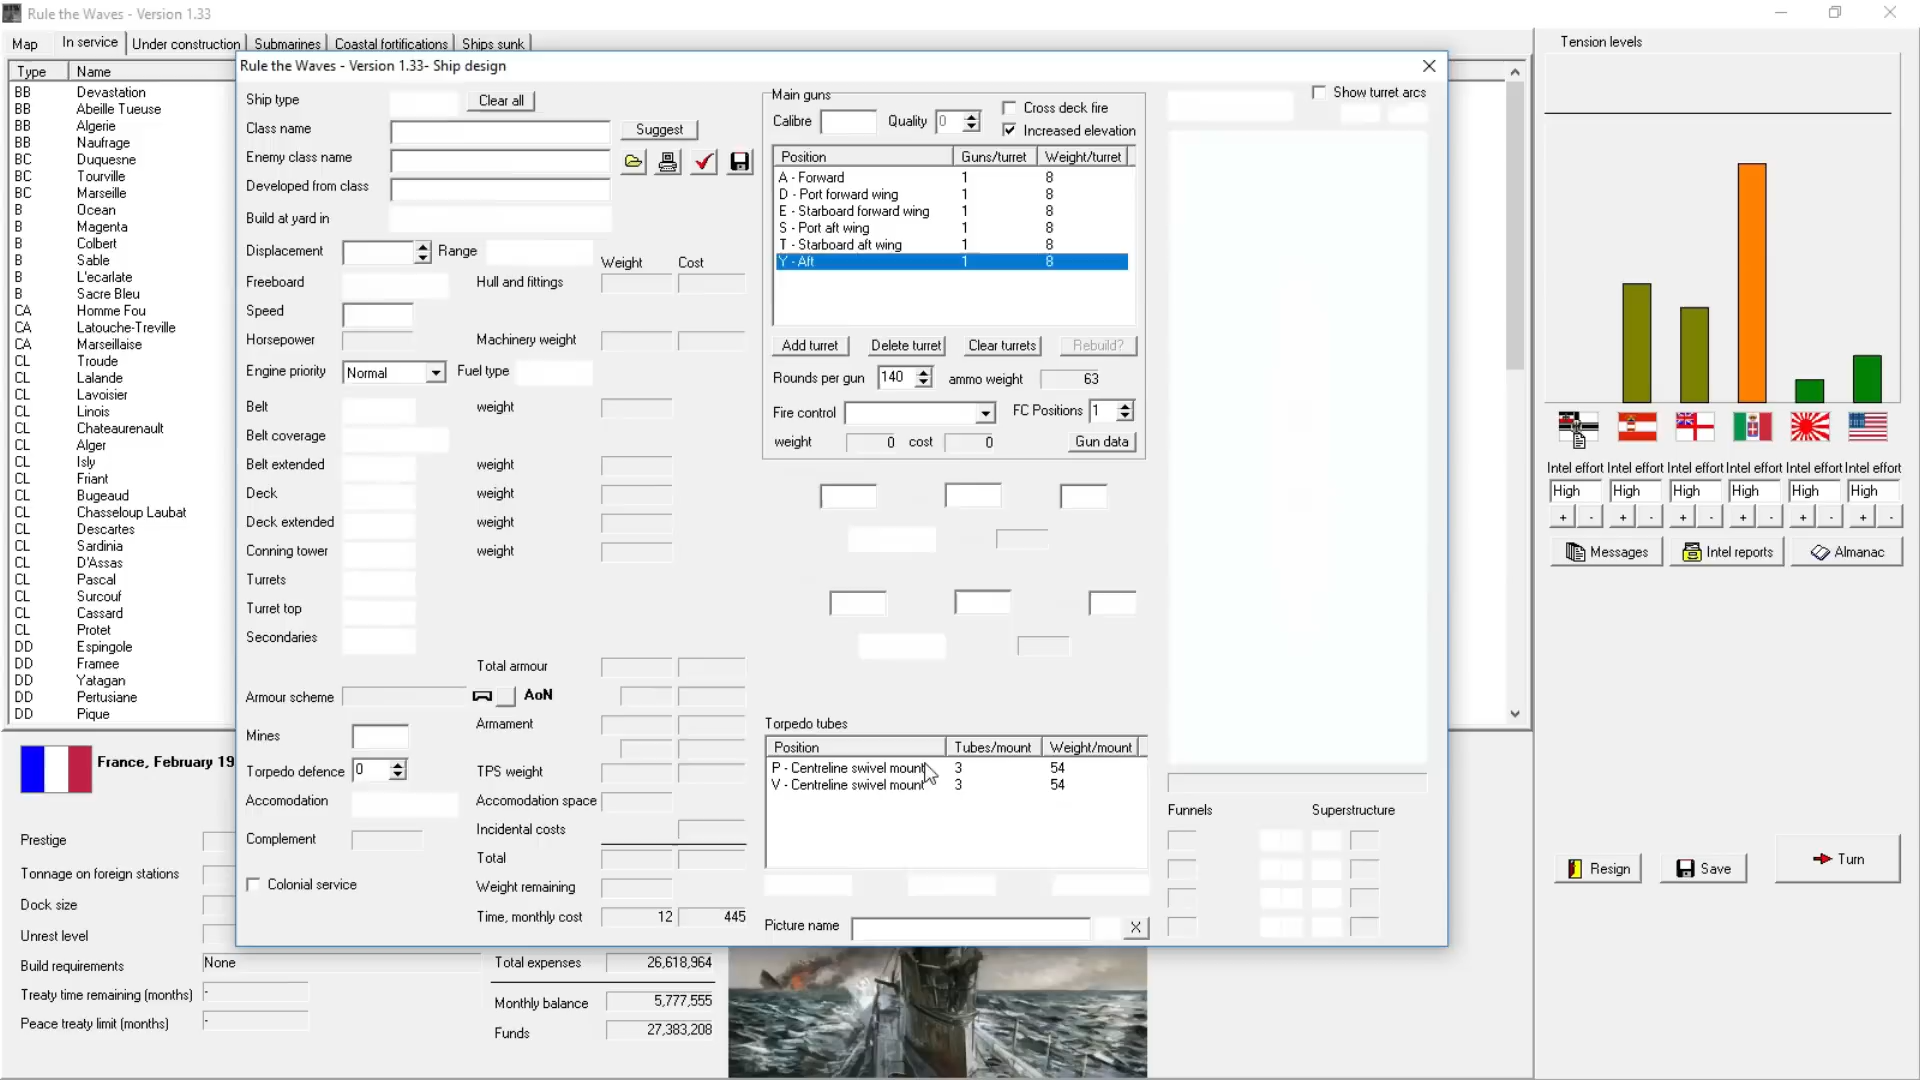 Rule the Waves - Version 1.33
Map In service Under construction Submarines Coastal fortifications Ships sunk
Type Name
BB Devastation
BB Abeille Tueuse
BB Algerie
BB Naufrage
BC Duquesne
BC Tourville
BC Marseille
B Ocean
B Magenta
B Colbert
B Sable
B L'ecarlate
B Sacre Bleu
CA Homme Fou
CA Latouche-Treville
CA Marseillaise
CL Troude
CL Lalande
CL Lavoisier
CL Linois
CL Chateaurenault
CL Alger
CL Isly
CL Friant
CL Bugeaud
CL Chasseloup Laubat
CL Descartes
CL Sardinia
CL D'Assas
CL Pascal
CL Surcouf
CL Cassard
CL Protet
DD Espingole
DD Framee
DD Yatagan
DD Pertusiane
DD Pique
France, February 19
Prestige
Tonnage on foreign stations
Dock size
Unrest level
Build requirements None
Treaty time remaining (months) -
Peace treaty limit (months) -
Total expenses 26,618,964
Monthly balance 5,777,555
Funds 27,383,208
Rule the Waves - Version 1.33- Ship design
Ship type Clear all
Class name Suggest
Enemy class name
Developed from class
Build at yard in
Displacement Range
Weight Cost
Freeboard Hull and fittings
Speed
Horsepower Machinery weight
Engine priority Normal Fuel type
Belt weight
Belt coverage
Belt extended weight
Deck weight
Deck extended weight
Conning tower weight
Turrets
Turret top
Secondaries
Total armour
Armour scheme AoN
Armament
Mines
Torpedo defence 0 TPS weight
Accomodation Accomodation space
Incidental costs
Complement
Total
Colonial service Weight remaining
Time, monthly cost 12 445
Main guns
Calibre Quality 0 Cross deck fire
Increased elevation
Position Guns/turret Weight/turret
A - Forward 1 8
D - Port forward wing 1 8
E - Starboard forward wing 1 8
S - Port aft wing 1 8
T - Starboard aft wing 1 8
Y - Aft 1 8
Add turret Delete turret Clear turrets Rebuild?
Rounds per gun 140 ammo weight 63
Fire control FC Positions 1
weight 0 cost 0 Gun data
Torpedo tubes
Position Tubes/mount Weight/mount
P - Centreline swivel mount 3 54
V - Centreline swivel mount 3 54
Picture name X
Show turret arcs
Funnels Superstructure
Tension levels
Intel effort Intel effort Intel effort Intel effort Intel effort Intel effort
High High High High High High
+ - + - + - + - + - + -
Messages Intel reports Almanac
Resign Save Turn